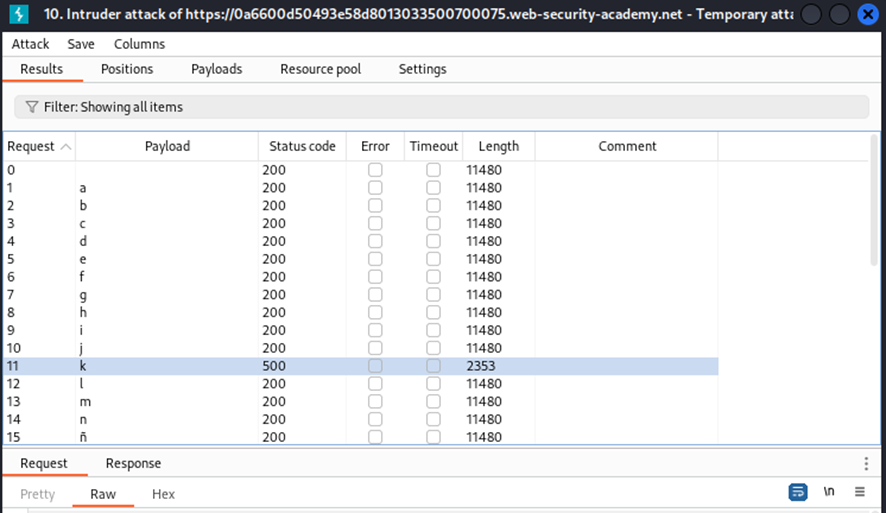 10. Intruder attack of https://0a6600d50493e58d8013033500700075.web-security-academy.net - Temporary atta
Attack Save Columns
Results Positions Payloads Resource pool Settings
Filter: Showing all items
Request Payload Status code Error Timeout Length Comment
0 200 11480
1 a 200 11480
2 b 200 11480
3 c 200 11480
4 d 200 11480
5 e 200 11480
6 f 200 11480
7 g 200 11480
8 h 200 11480
9 i 200 11480
10 j 200 11480
11 k 500 2353
12 l 200 11480
13 m 200 11480
14 n 200 11480
15 ñ 200 11480
Request Response
Pretty Raw Hex \n